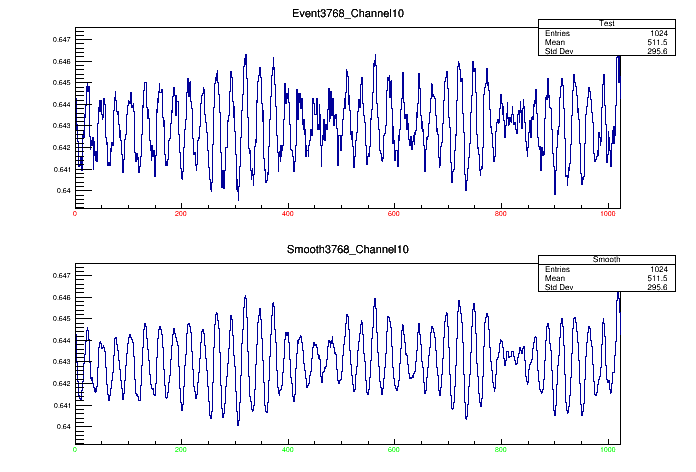 Event3768_Channel10
Test
Entries 1024
Mean 511.5
Std Dev 295.6
0.647
0.646
0.645
0.644
0.643
0.642
0.641
0.64
0 200 400 600 800 1000
Smooth3768_Channel10
Smooth
Entries 1024
Mean 511.5
Std Dev 295.6
0.647
0.646
0.645
0.644
0.643
0.642
0.641
0.64
0 200 400 600 800 1000